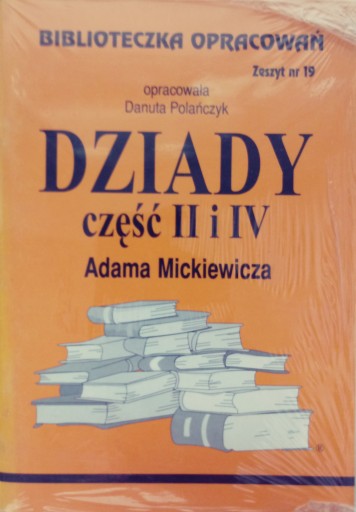 BIBLIOTECZKA OPRACOWAŃ
Zeszyt nr 19
opracowała
Danuta Polańczyk
DZIADY
część II i IV
Adama Mickiewicza